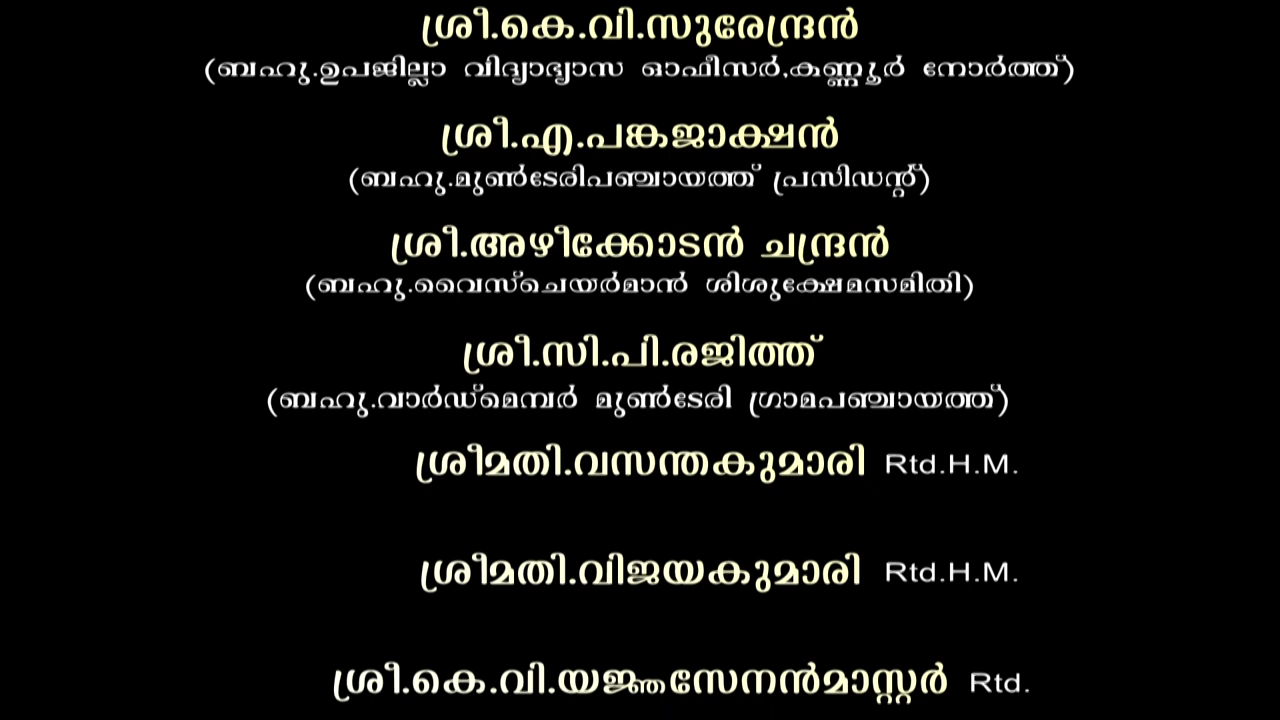 ശ്രീ.കെ.വി.സുരേന്ദ്രൻ
(ബഹു.ഉപജില്ലാ വിദ്യാഭ്യാസ ഓഫീസർ.കണ്ണൂർ നോർത്ത്)
ശ്രീ.എ.പങ്കജാക്ഷൻ
(ബഹു.മുൺടേരിപഞ്ചായത്ത് പ്രസിഡന്റ്)
ശ്രീ.അഴീക്കോടൻ ചന്ദ്രൻ
(ബഹു.വൈസ്ചെയർമാൻ ശിശുക്ഷേമസമിതി)
ശ്രീ.സി.പി.രജിത്ത്
(ബഹു.വാർഡ്മെമ്പർ മുൺടേരി ഗ്രാമപഞ്ചായത്ത്)
ശ്രീമതി.വസന്തകുമാരി Rtd.H.M.
ശ്രീമതി.വിജയകുമാരി Rtd.H.M.
ശ്രീ.കെ.വി.യജ്ഞസേനൻമാസ്റ്റർ Rtd.